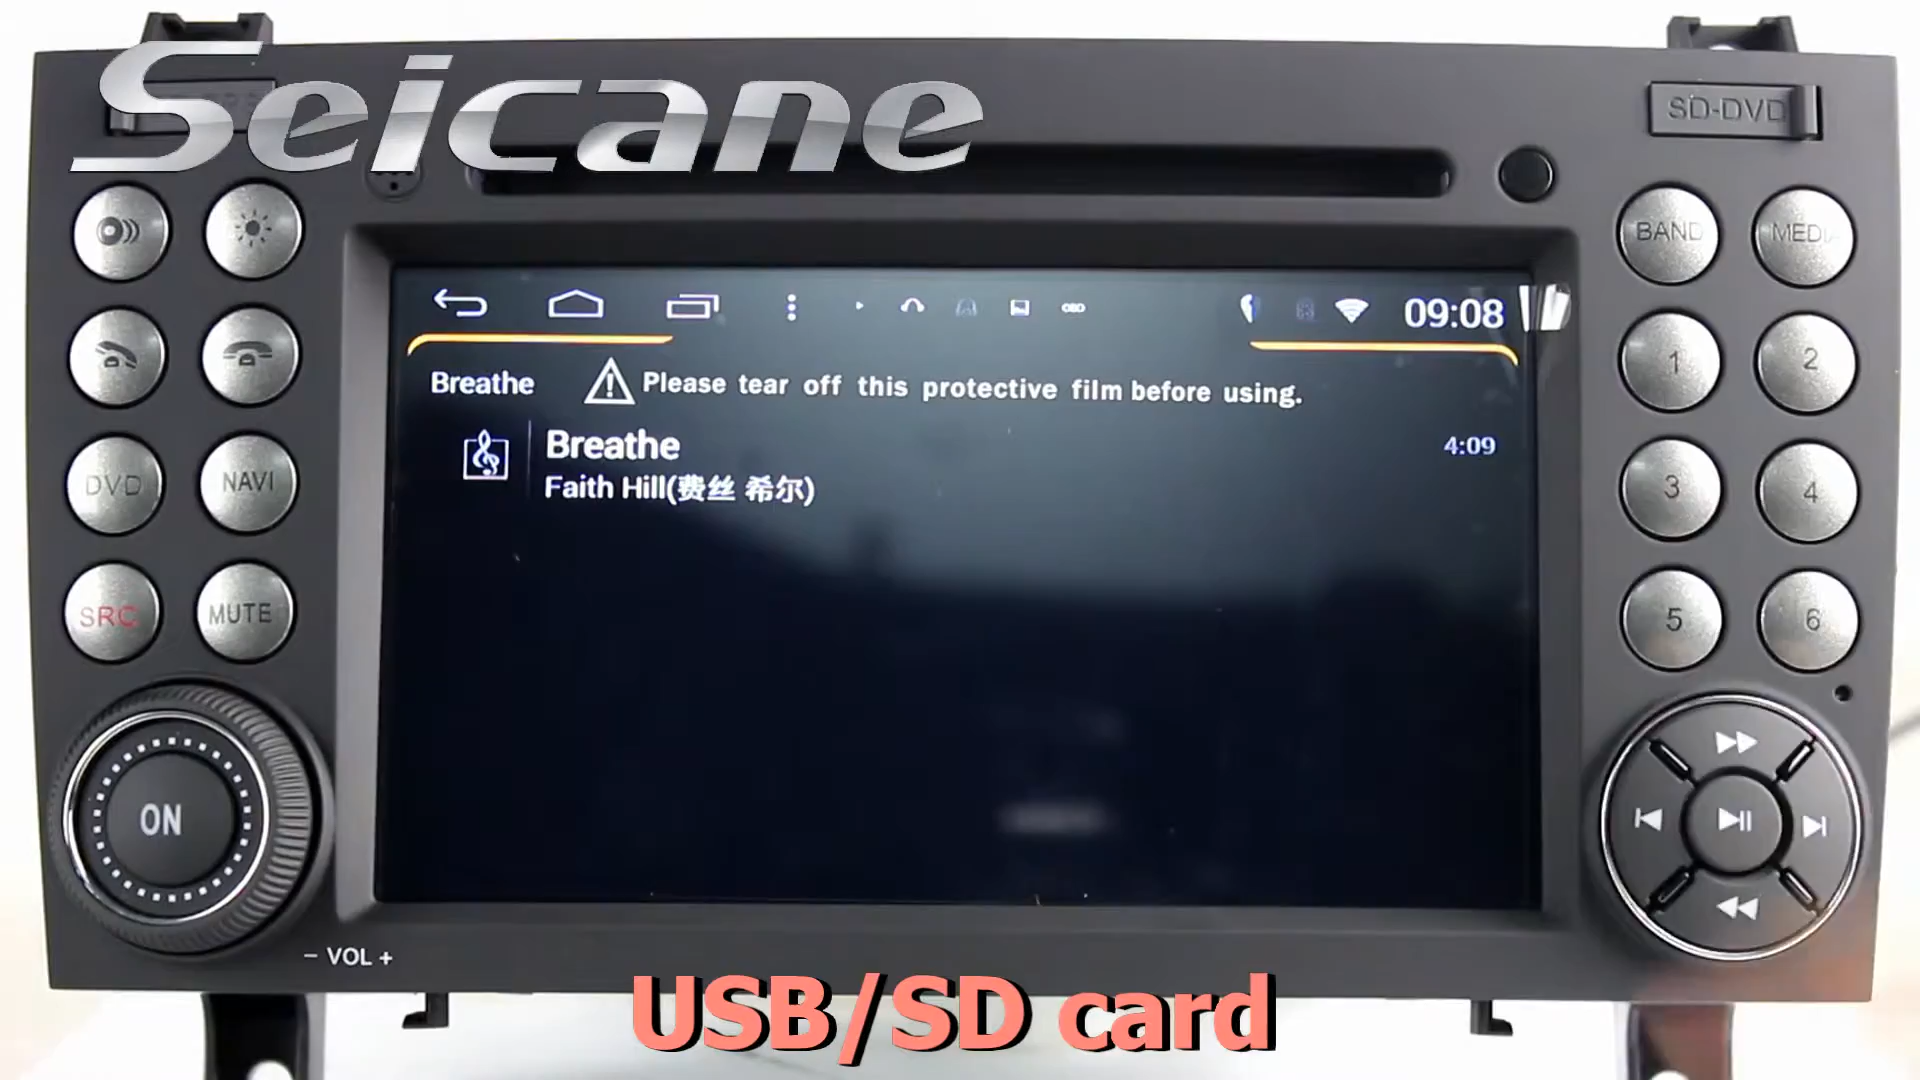 Seicane
SD-DVD
BAND
MEDIA
09:08
OBD
Breathe
Please tear off this protective film before using.
1
2
Breathe
4:09
Faith Hill(费丝 希尔)
DVD
NAVI
3
4
SRC
MUTE
5
6
ON
– VOL +
USB/SD card